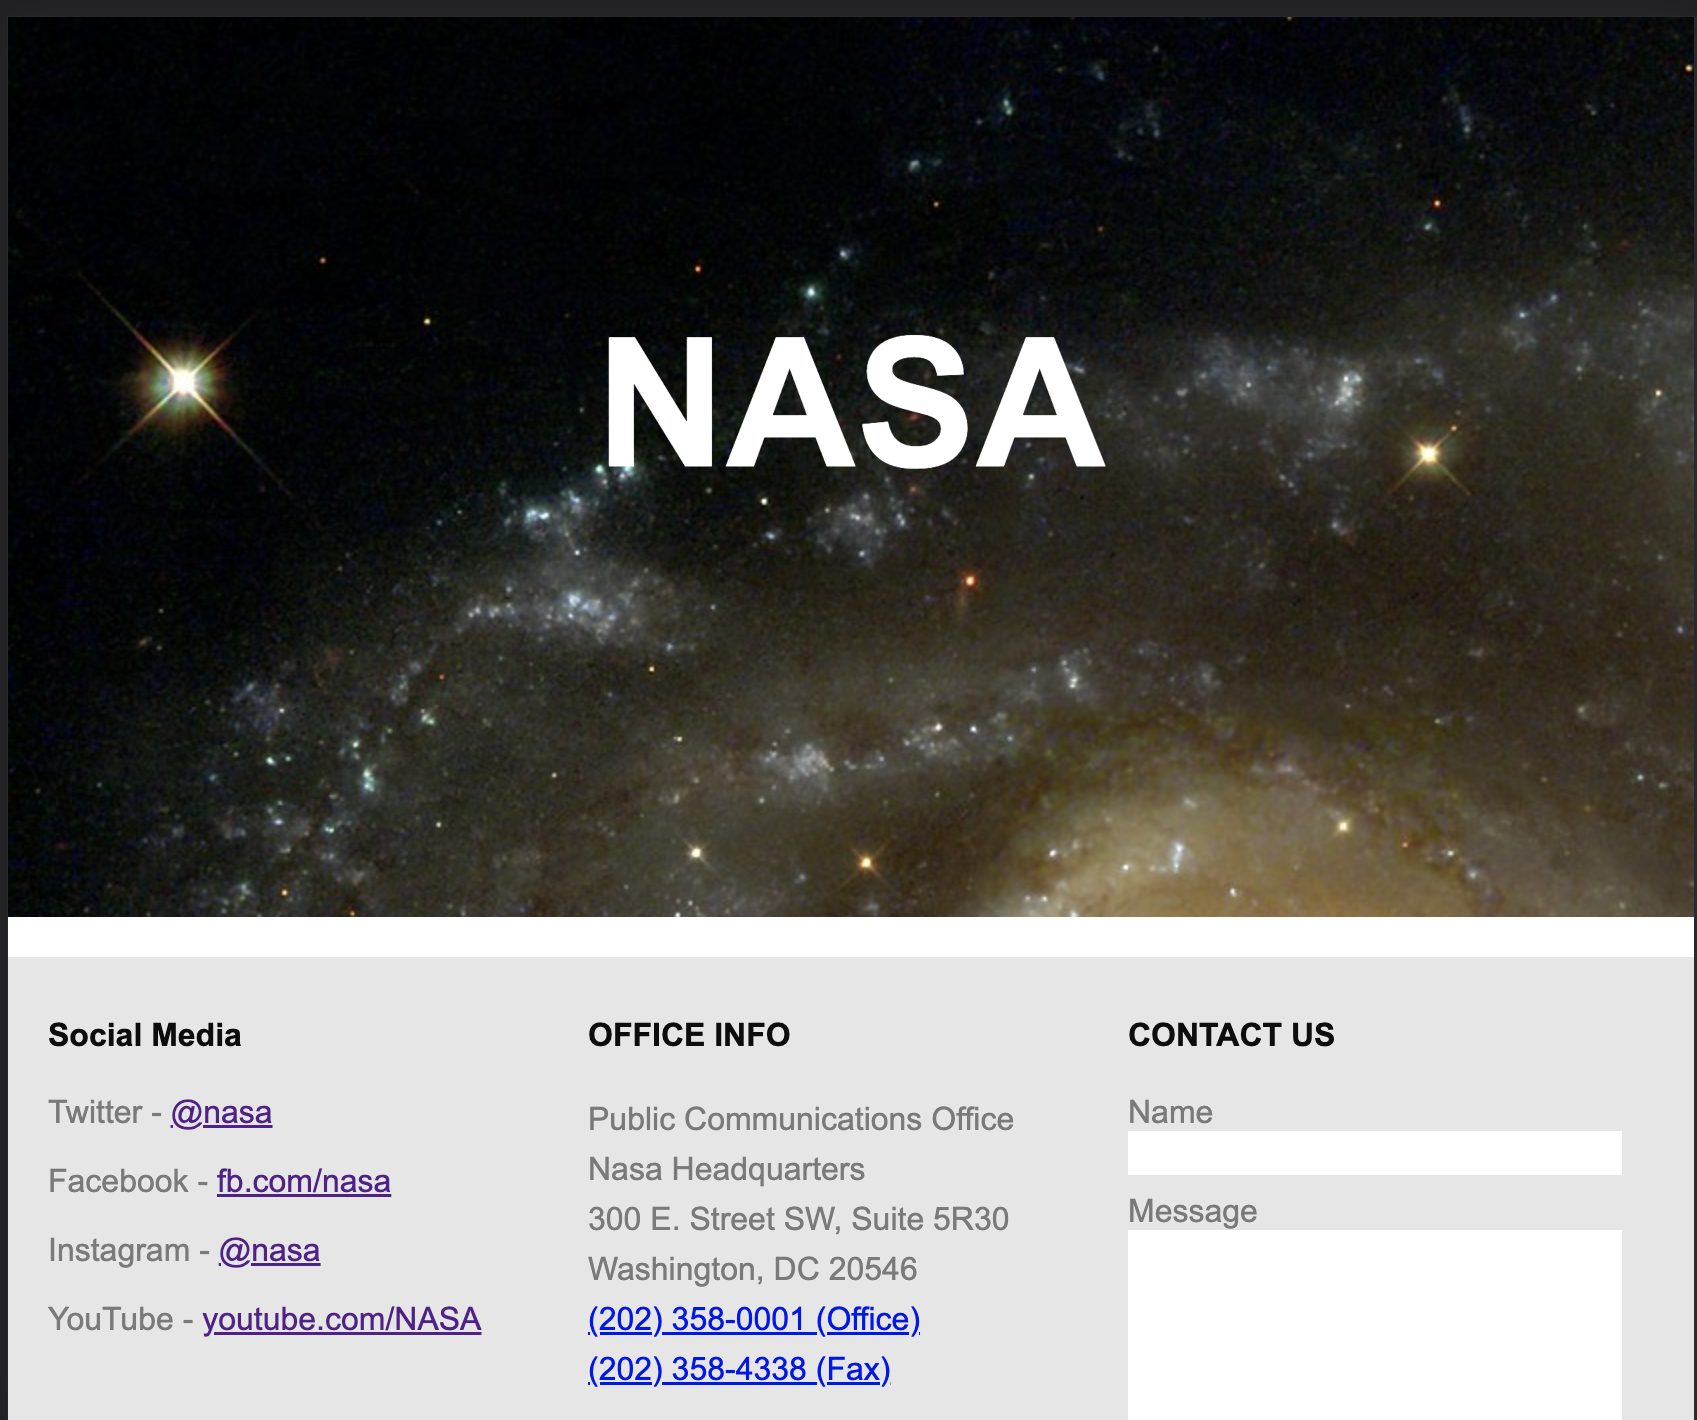 NASA
Social Media
Twitter - @nasa
Facebook - fb.com/nasa
Instagram - @nasa
YouTube - youtube.com/NASA
OFFICE INFO
Public Communications Office
Nasa Headquarters
300 E. Street SW, Suite 5R30
Washington, DC 20546
(202) 358-0001 (Office)
(202) 358-4338 (Fax)
CONTACT US
Name
Message